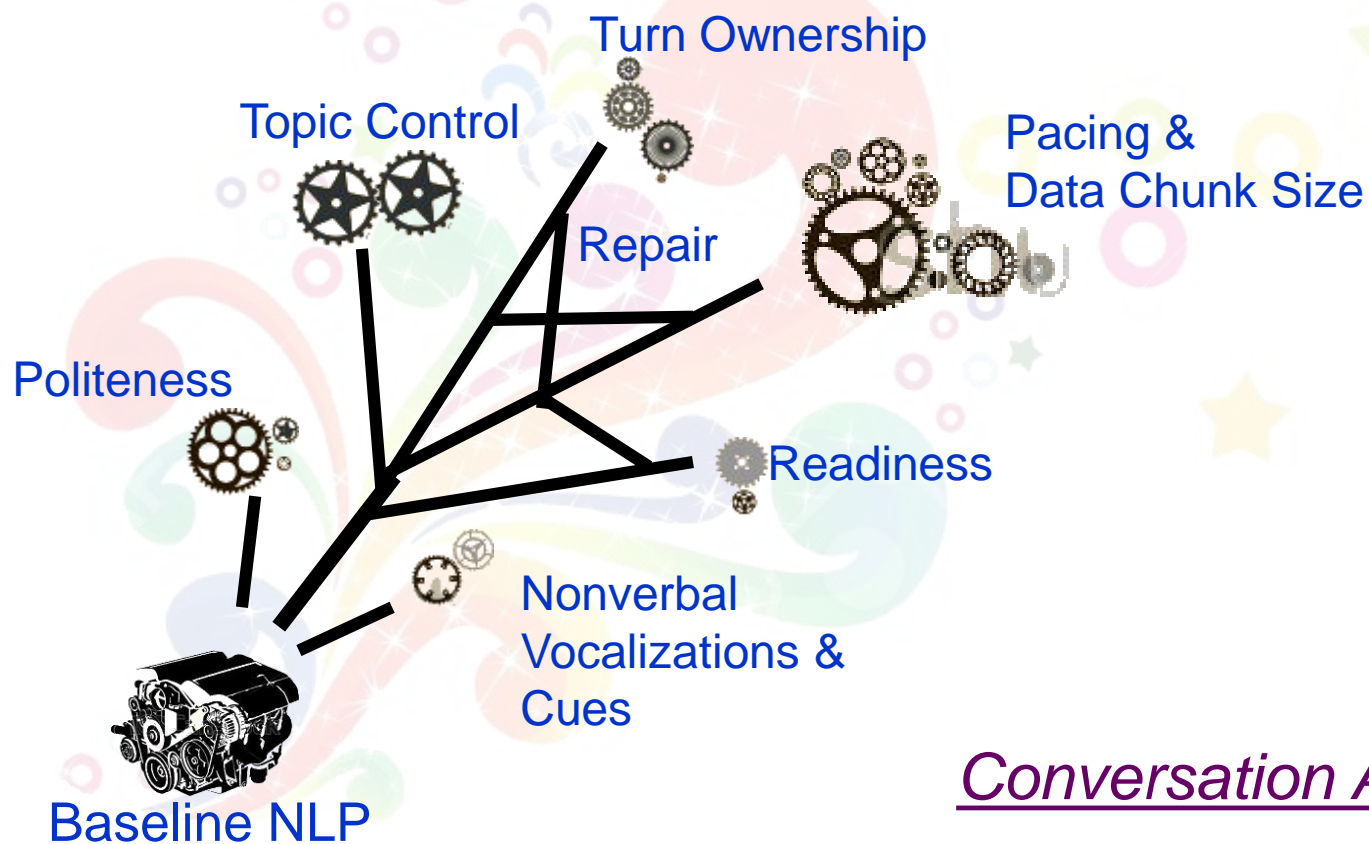 Turn Ownership
Topic Control
Pacing &
Data Chunk Size
Repair
Politeness
Readiness
Nonverbal
Vocalizations &
Cues
Conversation A
Baseline NLP